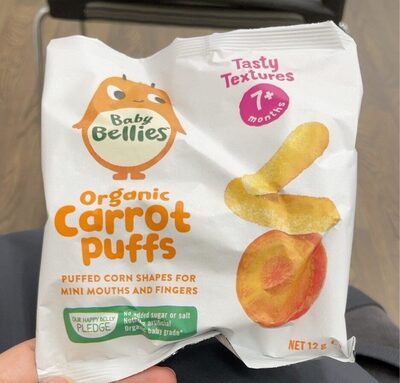 Tasty
Textures
7+
months
Baby
Bellies
Organic
Carrot
Puffs
PUFFED CORN SHAPES FOR
MINI MOUTHS AND FINGERS
OUR HAPPY BELLY
PLEDGE
No added sugar or salt
artificial
Organic baby grade
NET 12 g